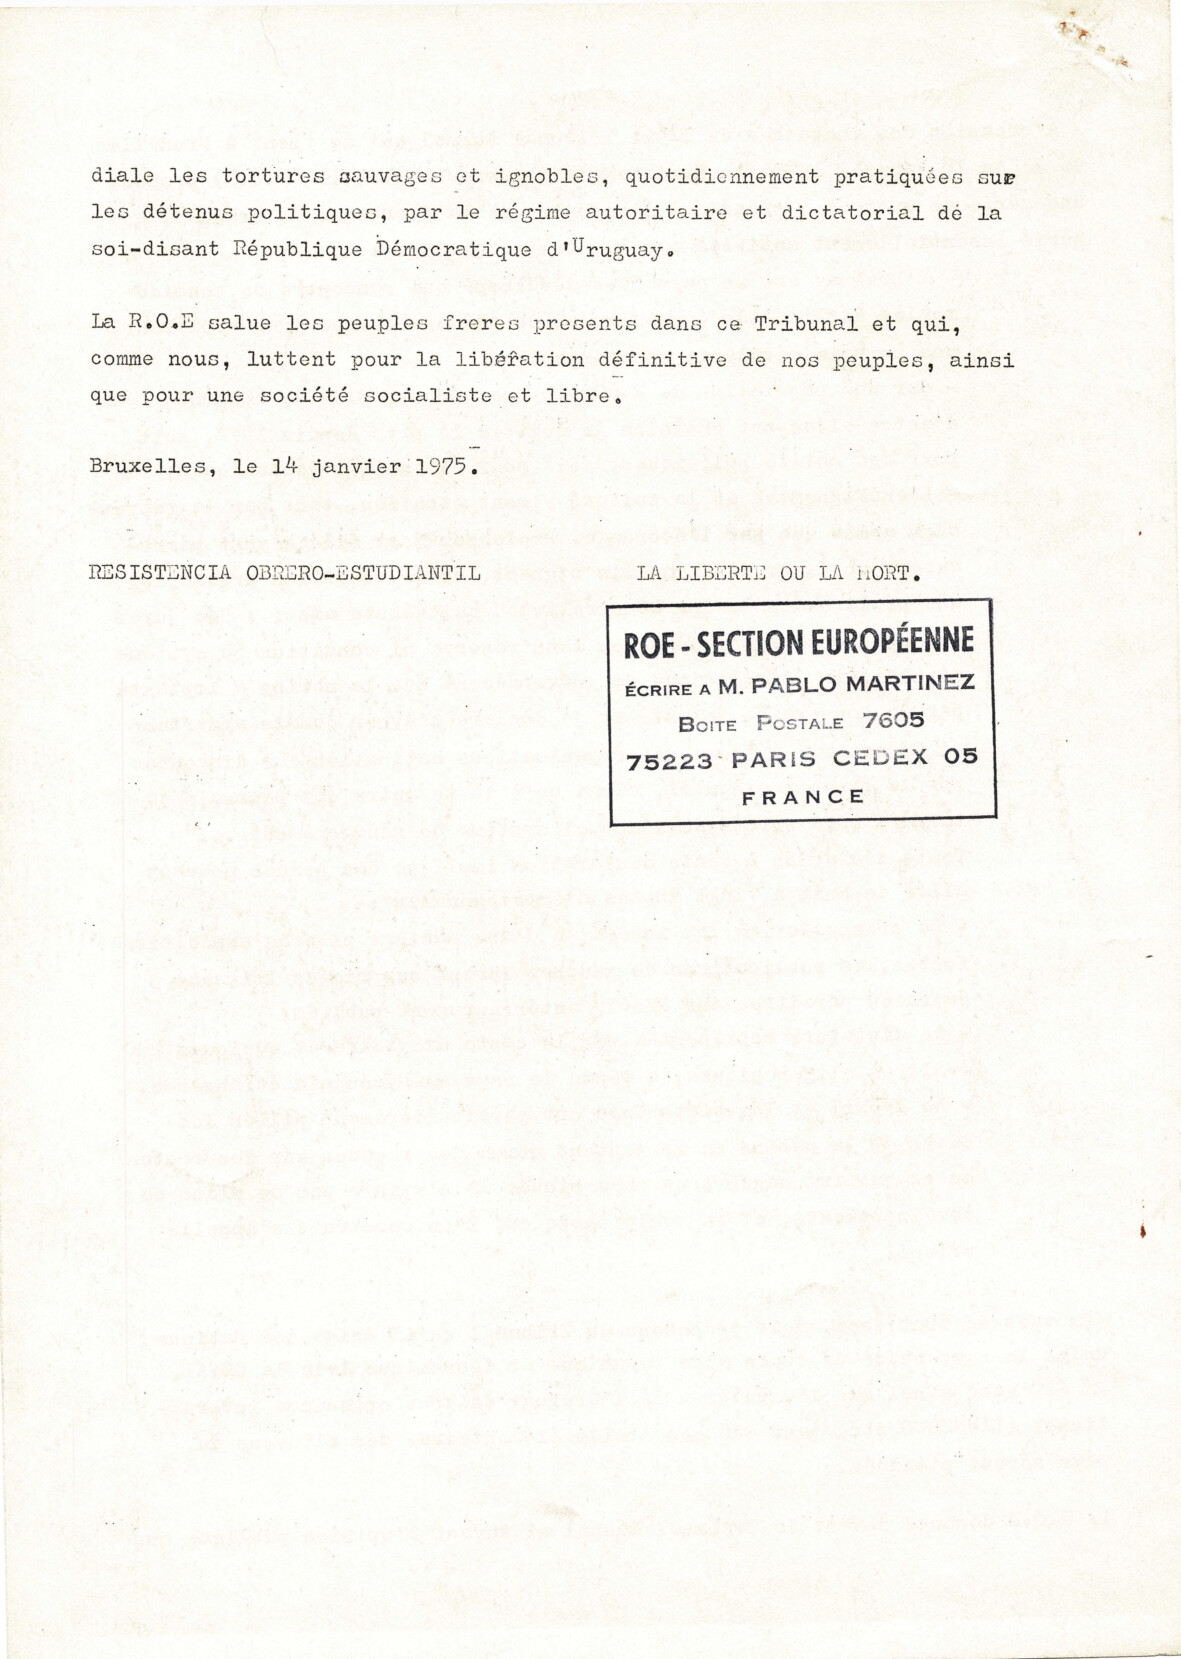 diale les tortures sauvages et ignobles, quotidiennement pratiquées sur
les détenus politiques, par le régime autoritaire et dictatorial de la
soi-disant République Démocratique d'Uruguay.
La R.O.E salue les peuples freres presents dans ce Tribunal et qui,
comme nous, luttent pour la libération définitive de nos peuples, ainsi
que pour une société socialiste et libre.
Bruxelles, le 14 janvier 1975.
RESISTENCIA OBRERO-ESTUDIANTIL LA LIBERTE OU LA MORT.
ROE - SECTION EUROPÉENNE
ÉCRIRE A M. PABLO MARTINEZ
BOITE POSTALE 7605
75223 PARIS CEDEX 05
FRANCE